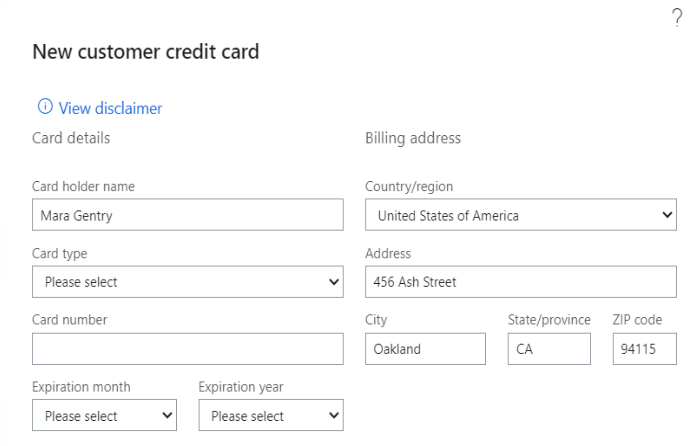 ?
New customer credit card
View disclaimer
Card details
Card holder name
Mara Gentry
Card type
Please select
Card number
Expiration month
Please select
Expiration year
Please select
Billing address
Country/region
United States of America
Address
456 Ash Street
City
Oakland
State/province
CA
ZIP code
94115